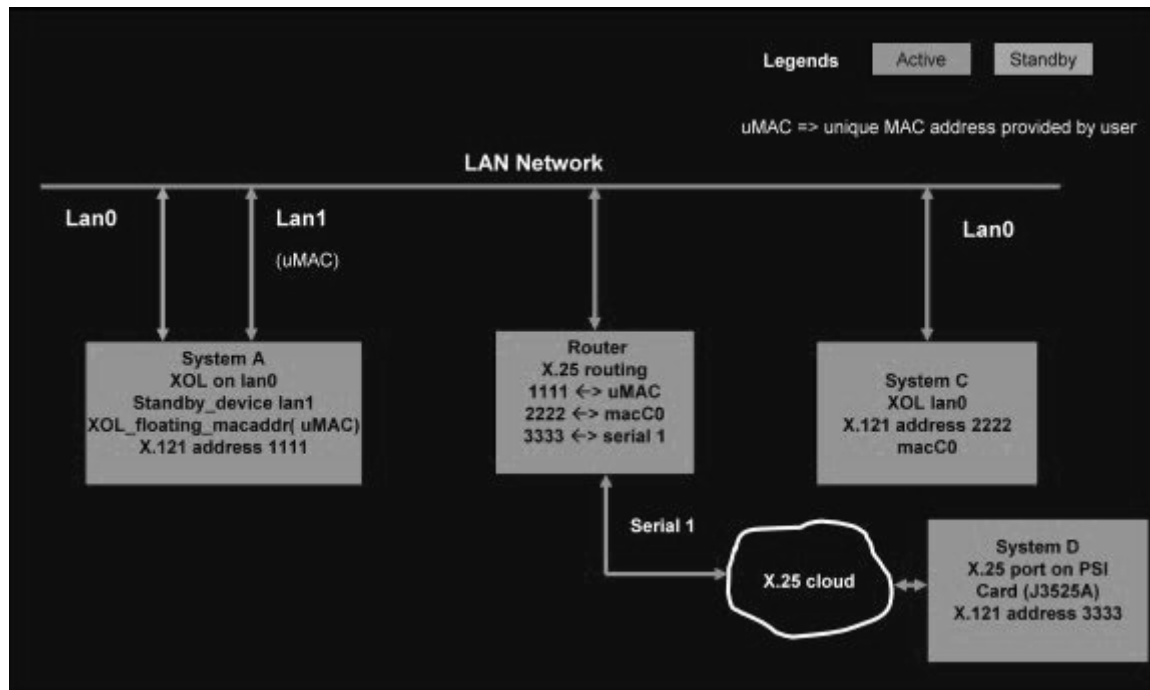 Legends
Active
Standby
uMAC => unique MAC address provided by user
LAN Network
Lan0
Lan1
(uMAC)
Lan0
System A
XOL on lan0
Standby_device lan1
XOL_floating_macaddr( uMAC)
X.121 address 1111
Router
X.25 routing
1111 <-> uMAC
2222 <-> macC0
3333 <-> serial 1
System C
XOL lan0
X.121 address 2222
macC0
Serial 1
X.25 cloud
System D
X.25 port on PSI
Card (J3525A)
X.121 address 3333